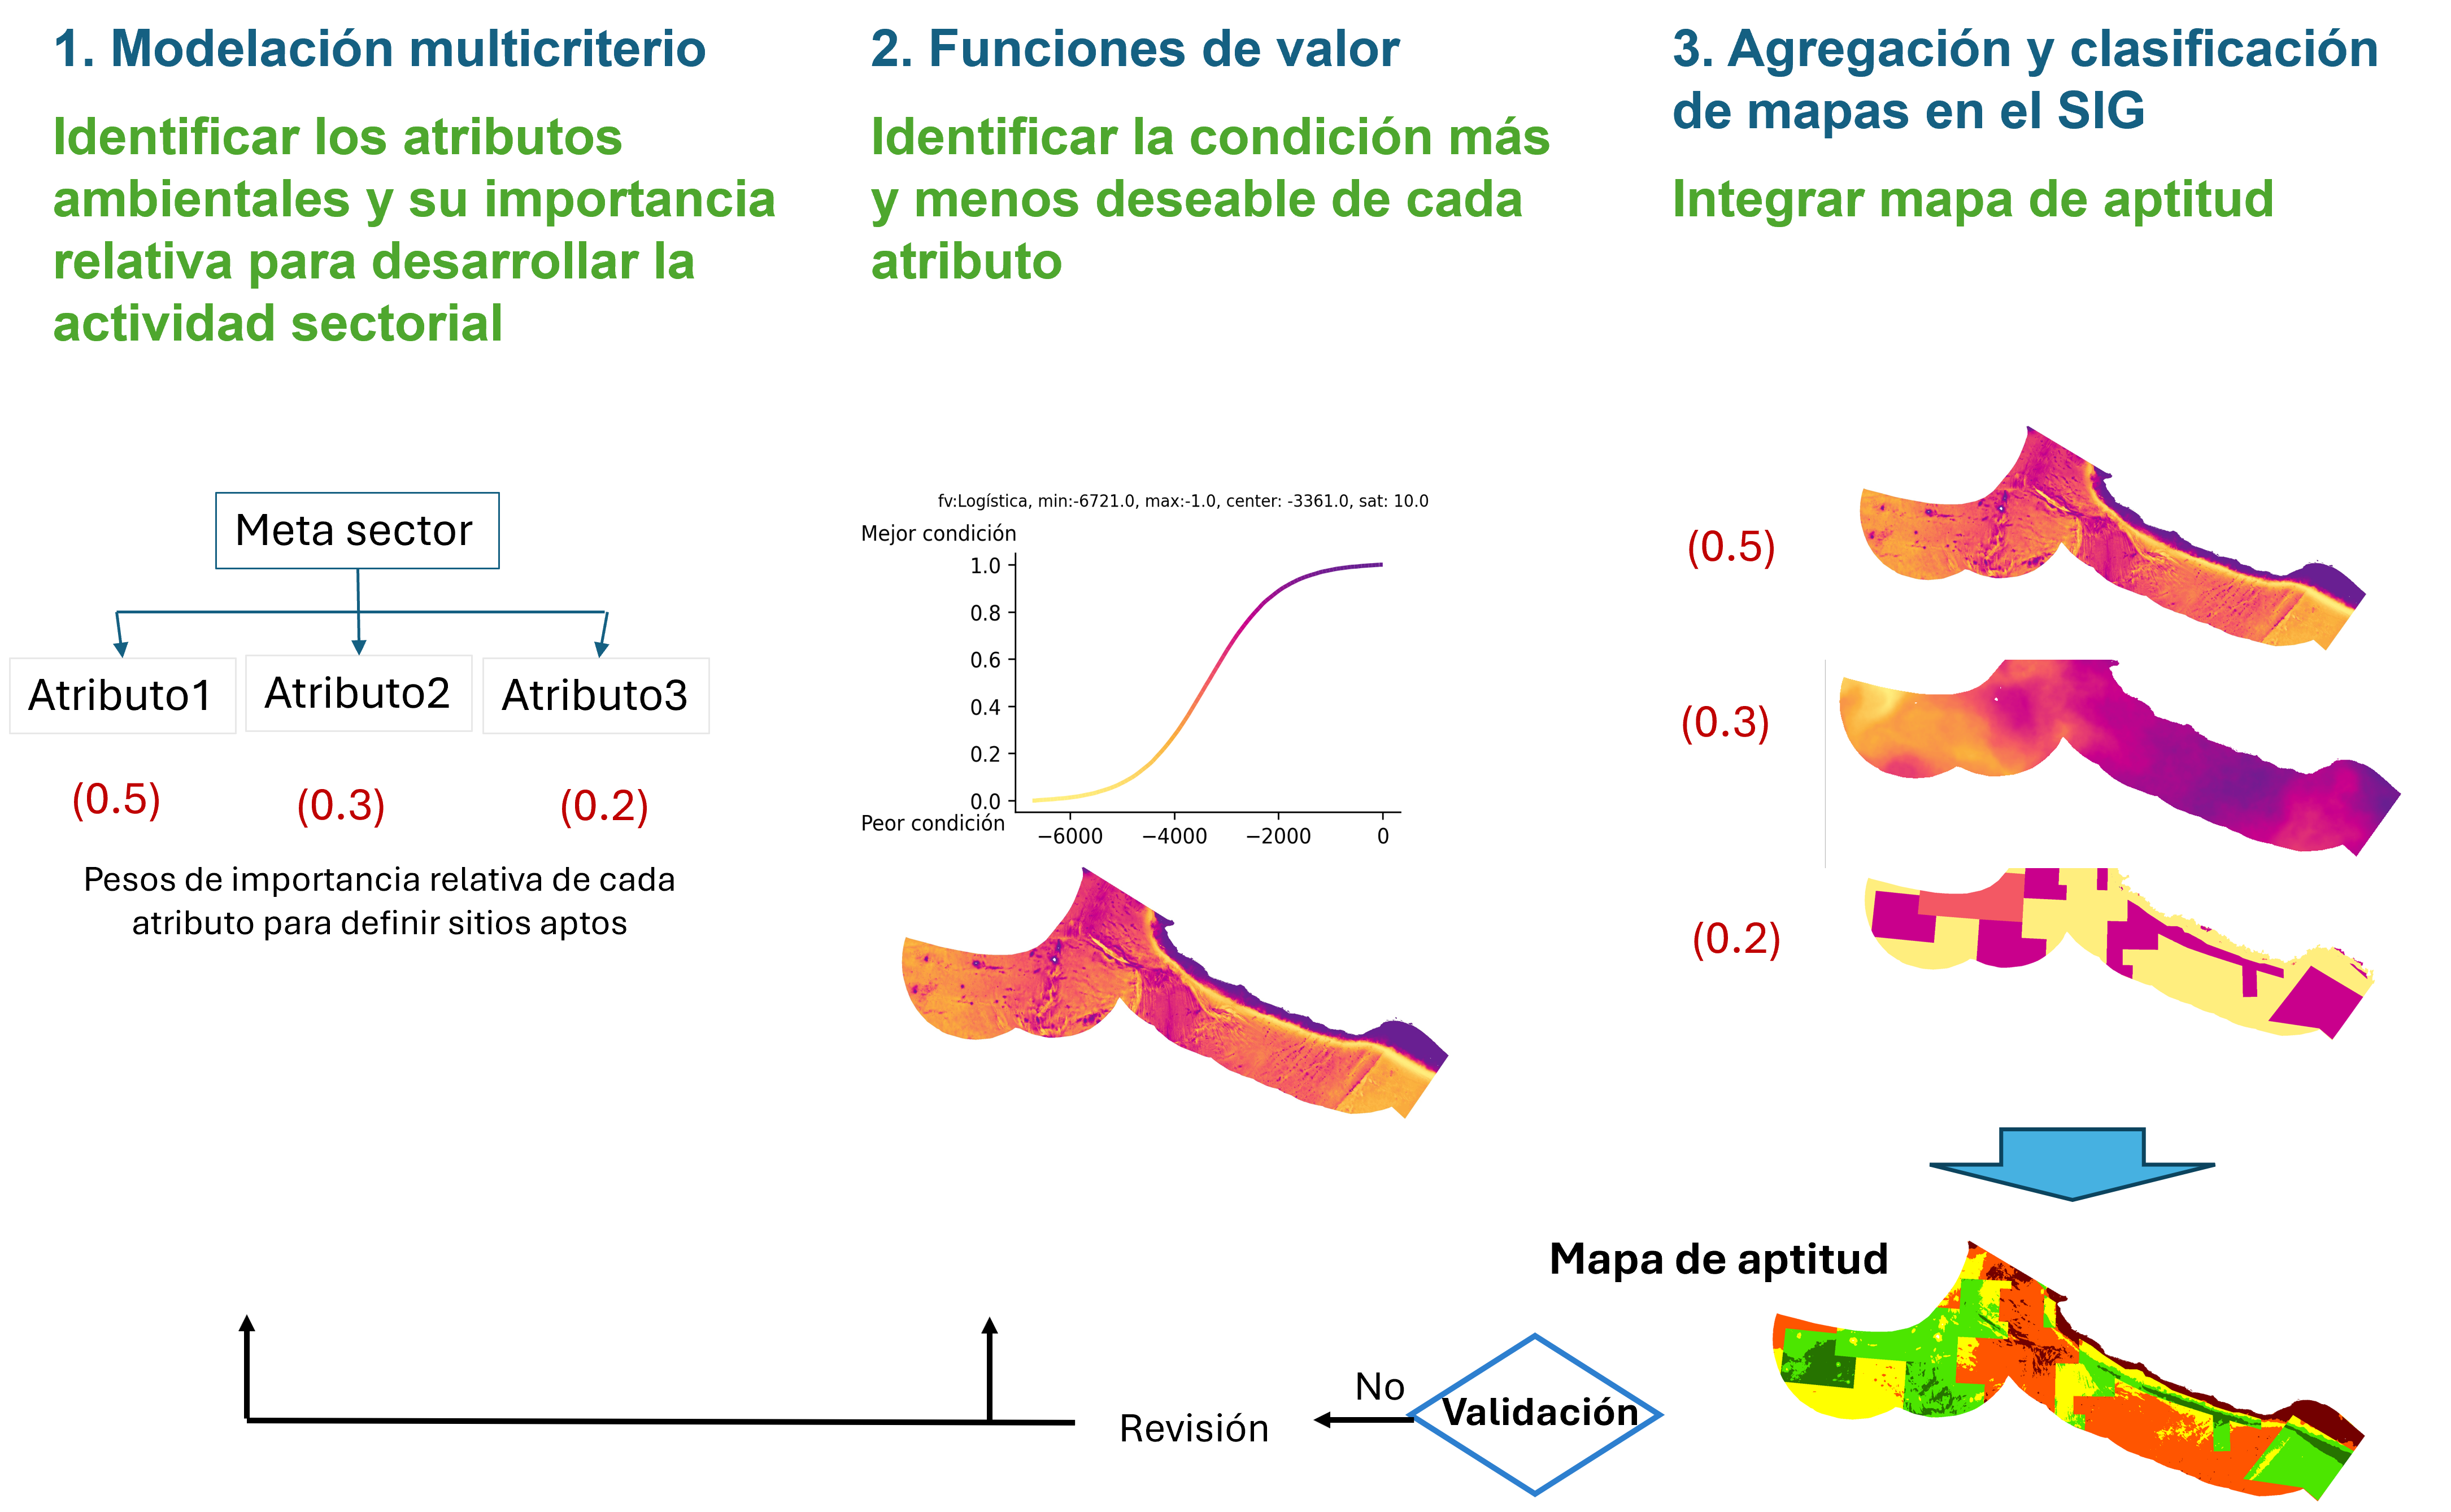 1. Modelación multicriterio
Identificar los atributos
ambientales y su importancia
relativa para desarrollar la
actividad sectorial
Meta sector
Atributo1
Atributo2
Atributo3
(0.5)
(0.3)
(0.2)
Pesos de importancia relativa de cada
atributo para definir sitios aptos
2. Funciones de valor
Identificar la condición más
y menos deseable de cada
atributo
fv:Logística, min:-6721.0, max:-1.0, center: -3361.0, sat: 10.0
Mejor condición
1.0
0.8
0.6
0.4
0.2
0.0
Peor condición
−6000
−4000
−2000
0
3. Agregación y clasificación
de mapas en el SIG
Integrar mapa de aptitud
(0.5)
(0.3)
(0.2)
Mapa de aptitud
Validación
No
Revisión